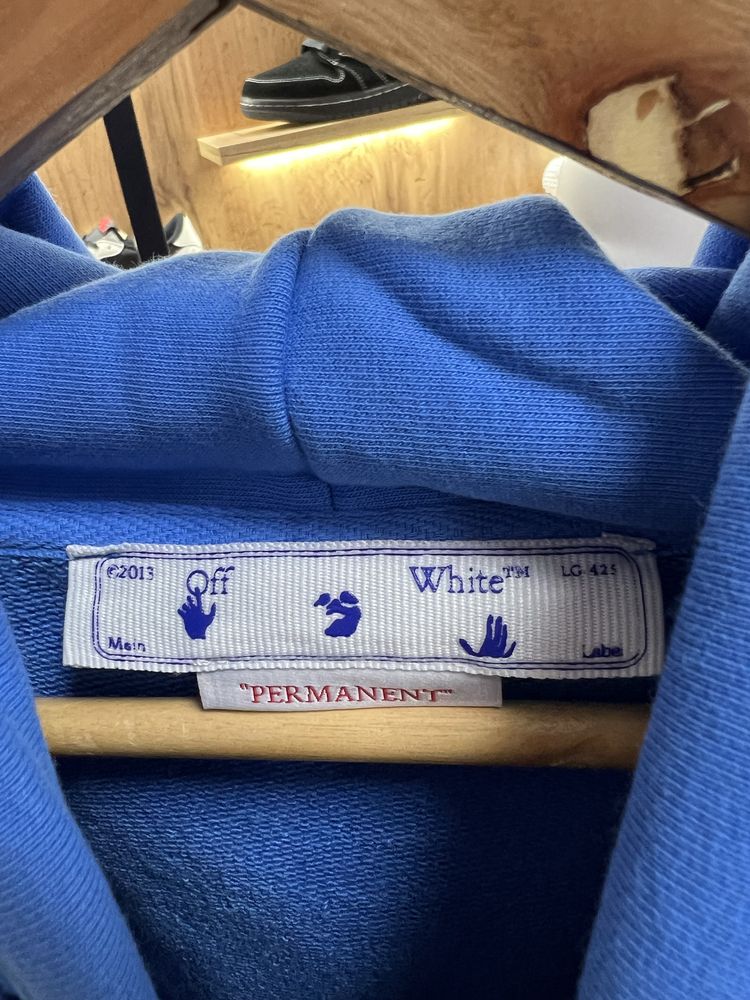 ©2013 Off White™ LG 425
Main Label
"PERMANENT"